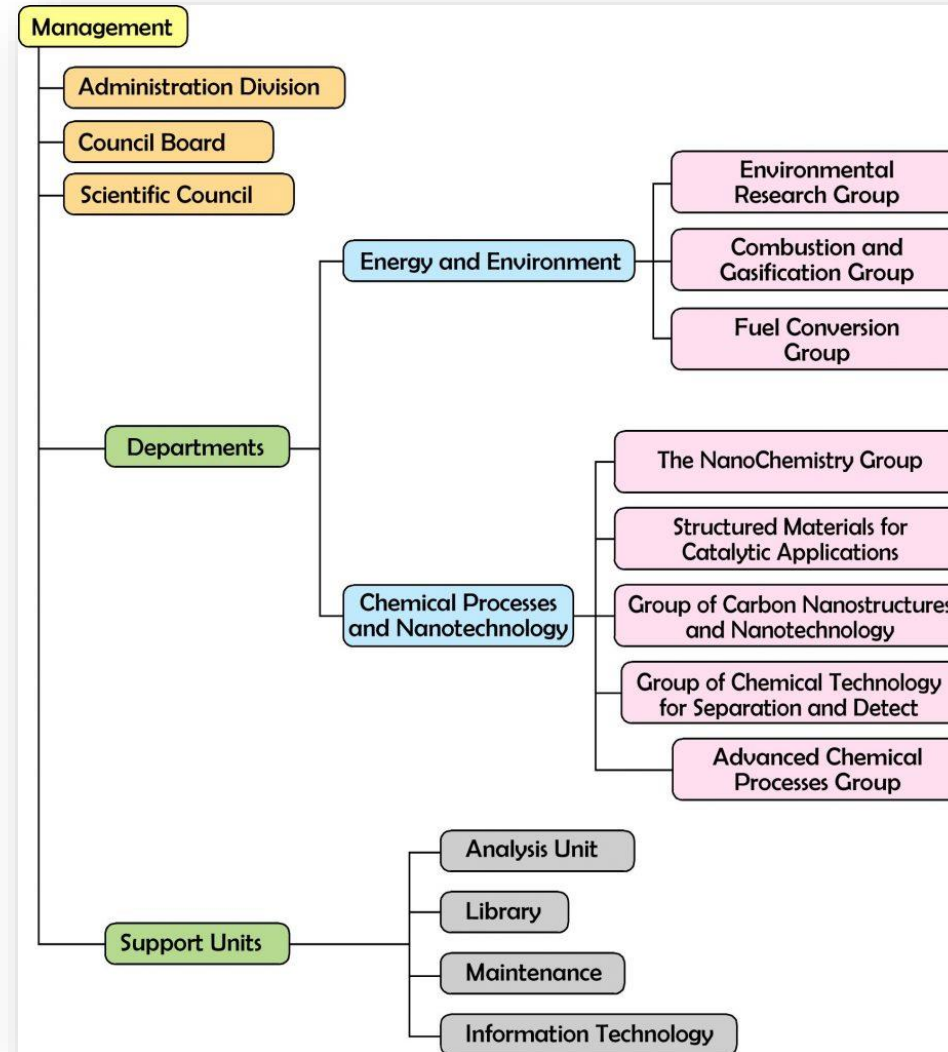 Management
Administration Division
Council Board
Scientific Council
Energy and Environment
Environmental
Research Group
Combustion and
Gasification Group
Fuel Conversion
Group
Departments
Chemical Processes
and Nanotechnology
The NanoChemistry Group
Structured Materials for
Catalytic Applications
Group of Carbon Nanostructures
and Nanotechnology
Group of Chemical Technology
for Separation and Detect
Advanced Chemical
Processes Group
Support Units
Analysis Unit
Library
Maintenance
Information Technology